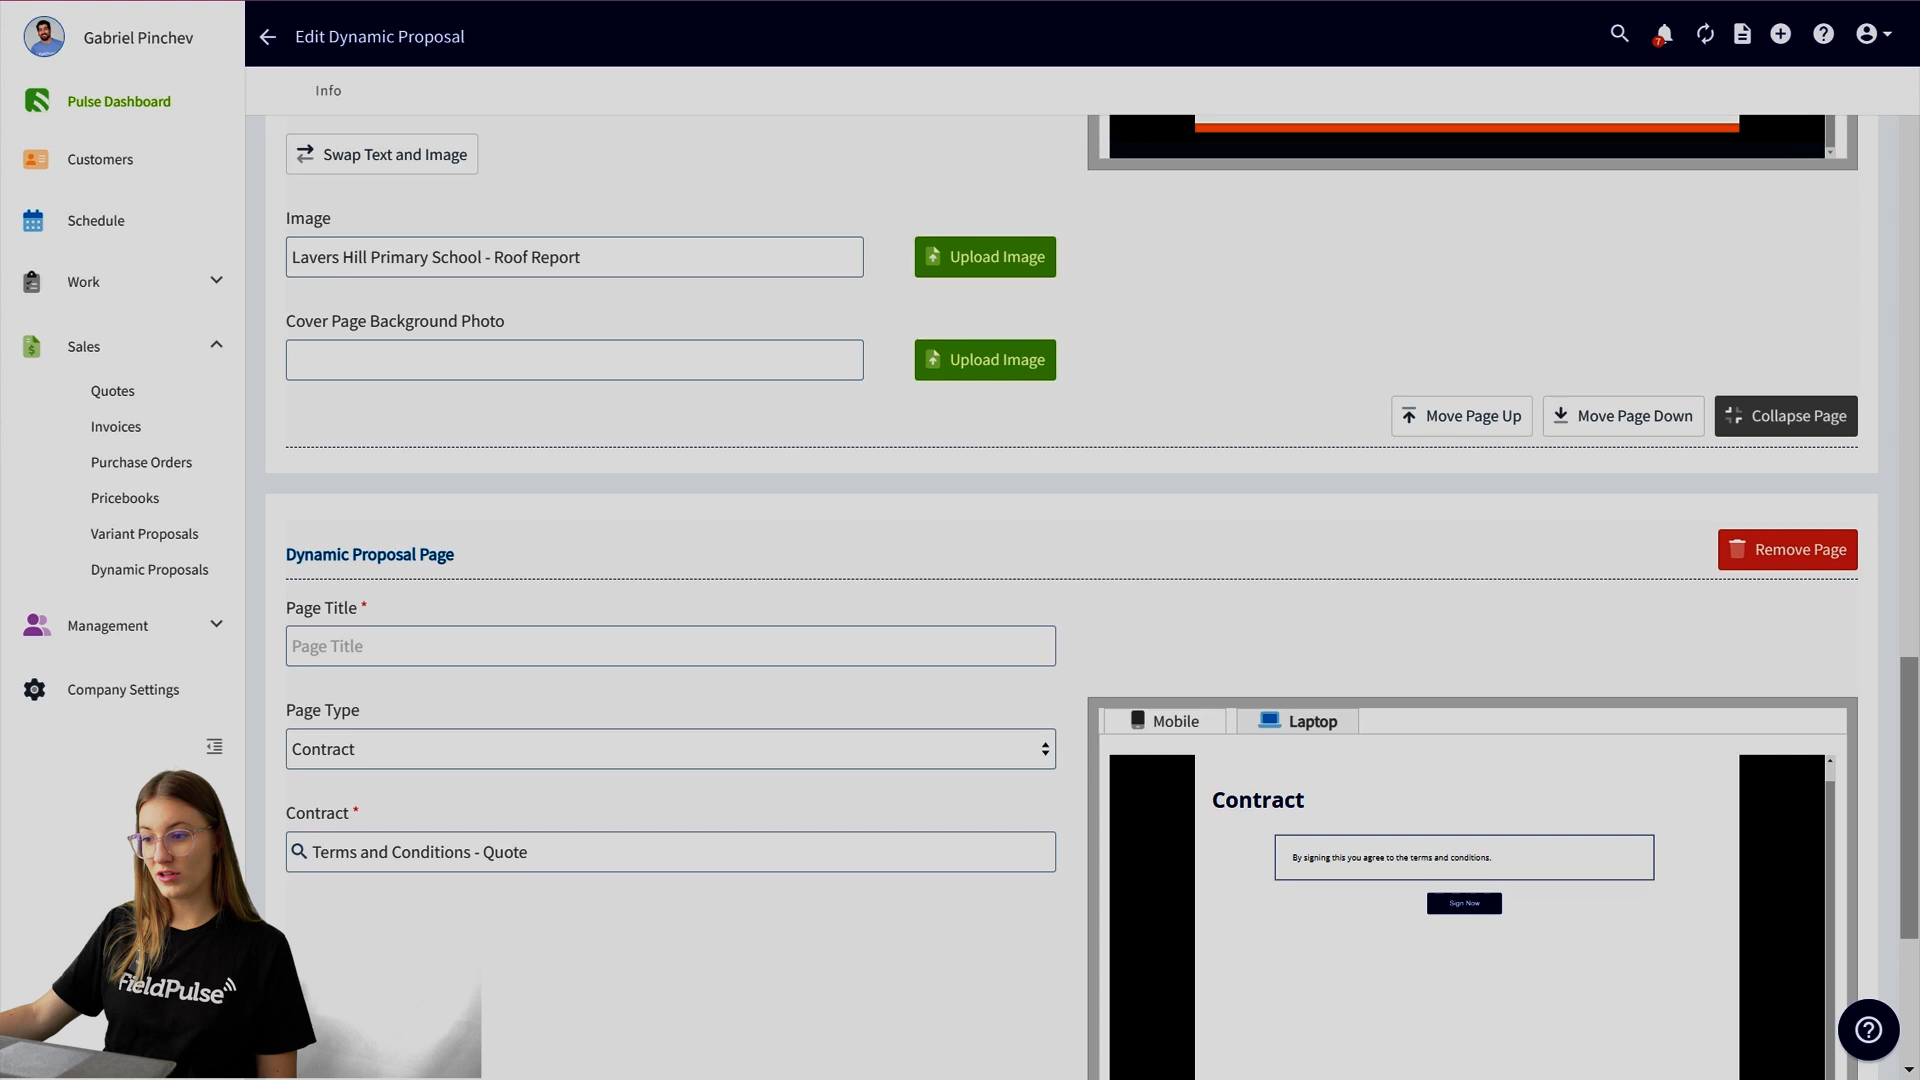 Gabriel Pinchev
Edit Dynamic Proposal
7
Info
Pulse Dashboard
Customers
Schedule
Work
Sales
Quotes
Invoices
Purchase Orders
Pricebooks
Variant Proposals
Dynamic Proposals
Management
Company Settings
Swap Text and Image
Image
Lavers Hill Primary School - Roof Report
Upload Image
Cover Page Background Photo
Upload Image
Move Page Up
Move Page Down
Collapse Page
Dynamic Proposal Page
Remove Page
Page Title *
Page Title
Page Type
Contract
Contract *
Terms and Conditions - Quote
Mobile
Laptop
Contract
By signing this you agree to the terms and conditions.
Sign Now
FieldPulse